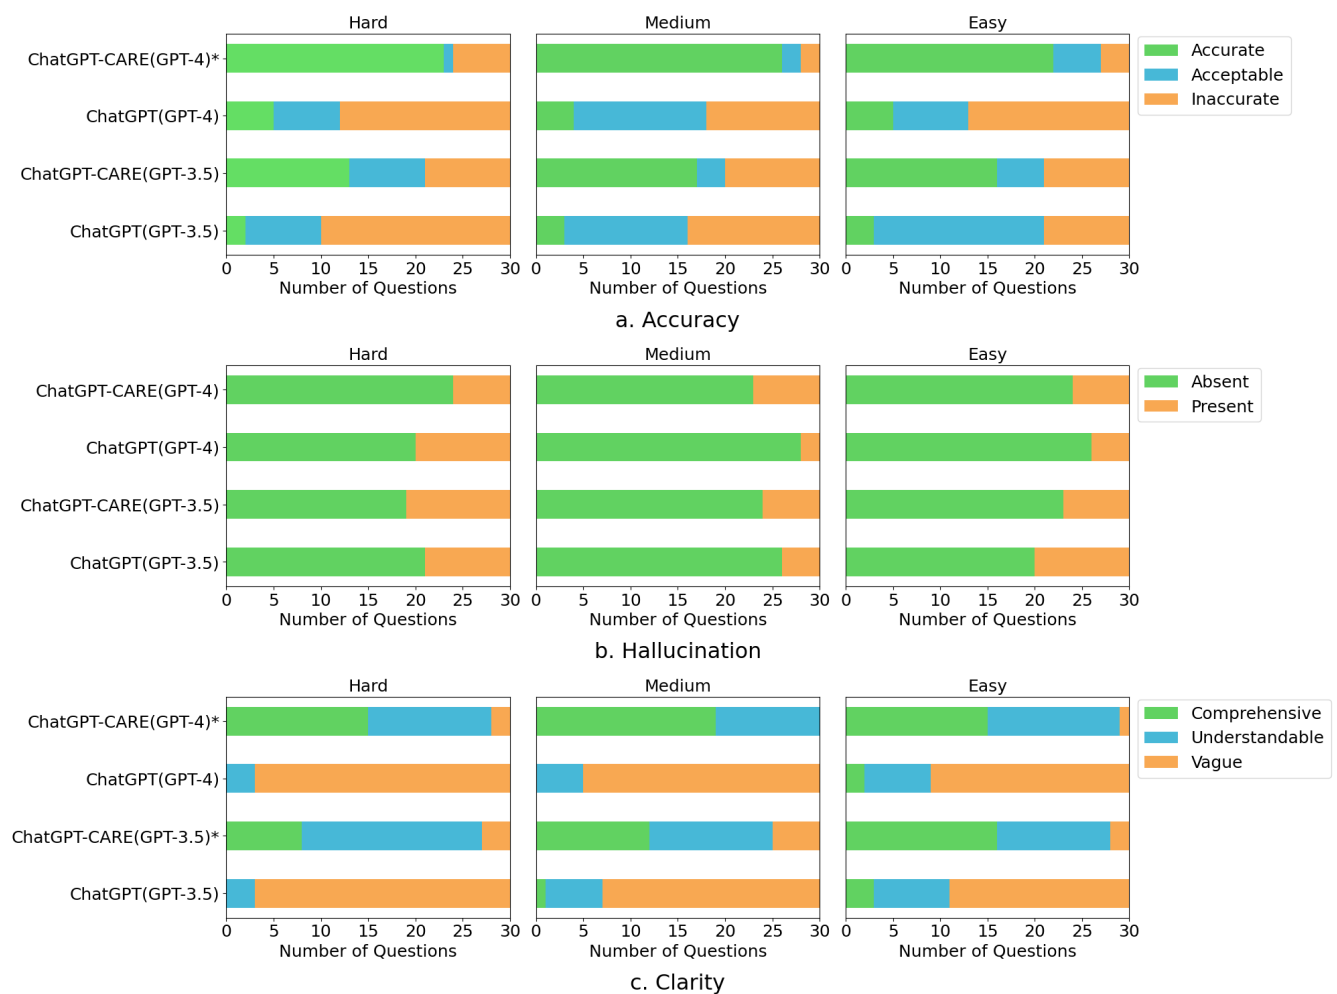 Hard Medium Easy
ChatGPT-CARE(GPT-4)*
ChatGPT(GPT-4)
ChatGPT-CARE(GPT-3.5)
ChatGPT(GPT-3.5)
Accurate
Acceptable
Inaccurate
0 5 10 15 20 25 30 0 5 10 15 20 25 30 0 5 10 15 20 25 30
Number of Questions Number of Questions Number of Questions
a. Accuracy
Hard Medium Easy
ChatGPT-CARE(GPT-4)
ChatGPT(GPT-4)
ChatGPT-CARE(GPT-3.5)
ChatGPT(GPT-3.5)
Absent
Present
0 5 10 15 20 25 30 0 5 10 15 20 25 30 0 5 10 15 20 25 30
Number of Questions Number of Questions Number of Questions
b. Hallucination
Hard Medium Easy
ChatGPT-CARE(GPT-4)*
ChatGPT(GPT-4)
ChatGPT-CARE(GPT-3.5)*
ChatGPT(GPT-3.5)
Comprehensive
Understandable
Vague
0 5 10 15 20 25 30 0 5 10 15 20 25 30 0 5 10 15 20 25 30
Number of Questions Number of Questions Number of Questions
c. Clarity